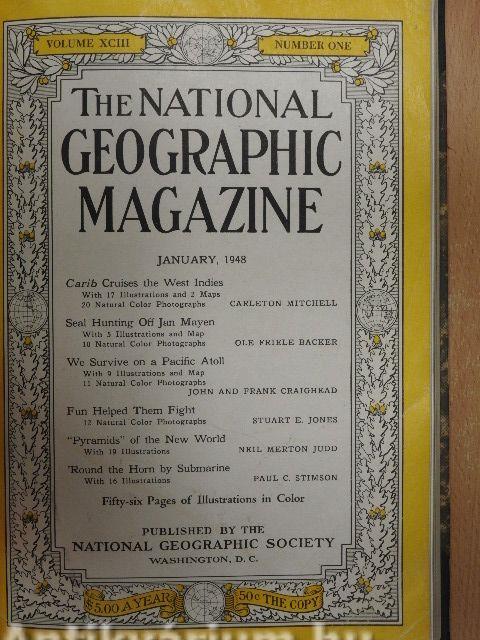 VOLUME XCIII
NUMBER ONE
THE NATIONAL
GEOGRAPHIC
MAGAZINE
JANUARY, 1948
Carib Cruises the West Indies
With 17 Illustrations and 2 Maps
20 Natural Color Photographs CARLETON MITCHELL
Seal Hunting Off Jan Mayen
With 5 Illustrations and Map
10 Natural Color Photographs OLE FRIELE BACKER
We Survive on a Pacific Atoll
With 9 Illustrations and Map
11 Natural Color Photographs
JOHN AND FRANK CRAIGHEAD
Fun Helped Them Fight
12 Natural Color Photographs STUART E. JONES
"Pyramids" of the New World
With 19 Illustrations NEIL MERTON JUDD
'Round the Horn by Submarine
With 16 Illustrations PAUL C. STIMSON
Fifty-six Pages of Illustrations in Color
PUBLISHED BY THE
NATIONAL GEOGRAPHIC SOCIETY
WASHINGTON, D. C.
$5.00 A YEAR
50c THE COPY
Antikvarium.hu